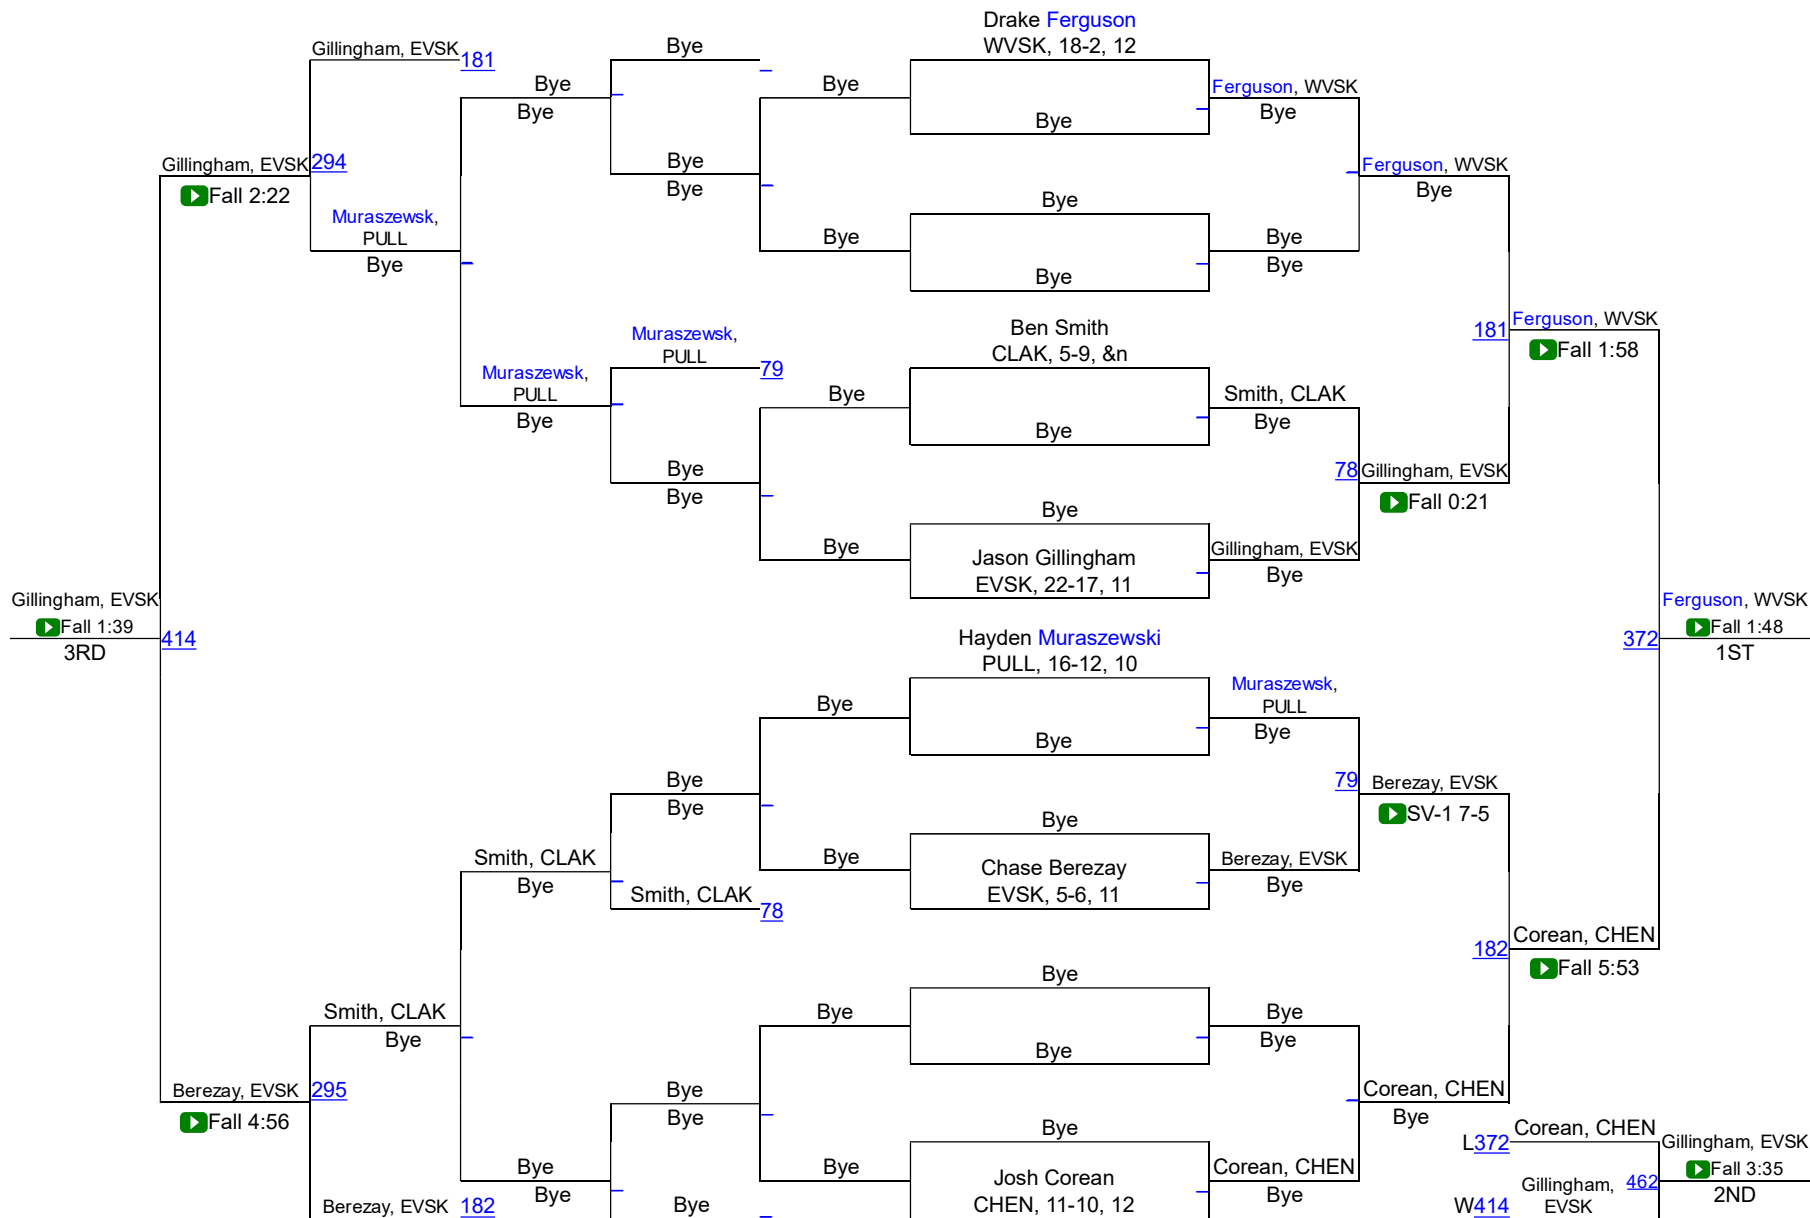 Drake Ferguson
WVSK, 18-2, 12
Gillingham, EVSK
181
Bye
Bye
Bye
Bye
Bye
Ferguson, WVSK
Bye
Gillingham, EVSK
294
Fall 2:22
Bye
Bye
Ferguson, WVSK
Bye
Muraszewsk,
PULL
Bye
Bye
Bye
Bye
Bye
Bye
Ben Smith
CLAK, 5-9, &n
181
Ferguson, WVSK
Fall 1:58
Muraszewsk,
PULL
79
Muraszewsk,
PULL
Bye
Bye
Bye
Smith, CLAK
Bye
Bye
Bye
78
Gillingham, EVSK
Fall 0:21
Bye
Bye
Jason Gillingham
EVSK, 22-17, 11
Gillingham, EVSK
Bye
Gillingham, EVSK
Fall 1:39
3RD
414
Hayden Muraszewski
PULL, 16-12, 10
372
Ferguson, WVSK
Fall 1:48
1ST
Bye
Bye
Muraszewsk,
PULL
Bye
Bye
Bye
79
Berezay, EVSK
SV-1 7-5
Bye
Smith, CLAK
Bye
Bye
Chase Berezay
EVSK, 5-6, 11
Berezay, EVSK
Bye
Smith, CLAK
78
182
Corean, CHEN
Fall 5:53
Bye
Smith, CLAK
Bye
Bye
Bye
Bye
Bye
Berezay, EVSK
295
Fall 4:56
Bye
Bye
Corean, CHEN
Bye
Bye
L372
Corean, CHEN
Gillingham, EVSK
Fall 3:35
2ND
Bye
Bye
Bye
Josh Corean
CHEN, 11-10, 12
Corean, CHEN
Bye
462
Gillingham,
EVSK
W414
Berezay, EVSK
182
Bye